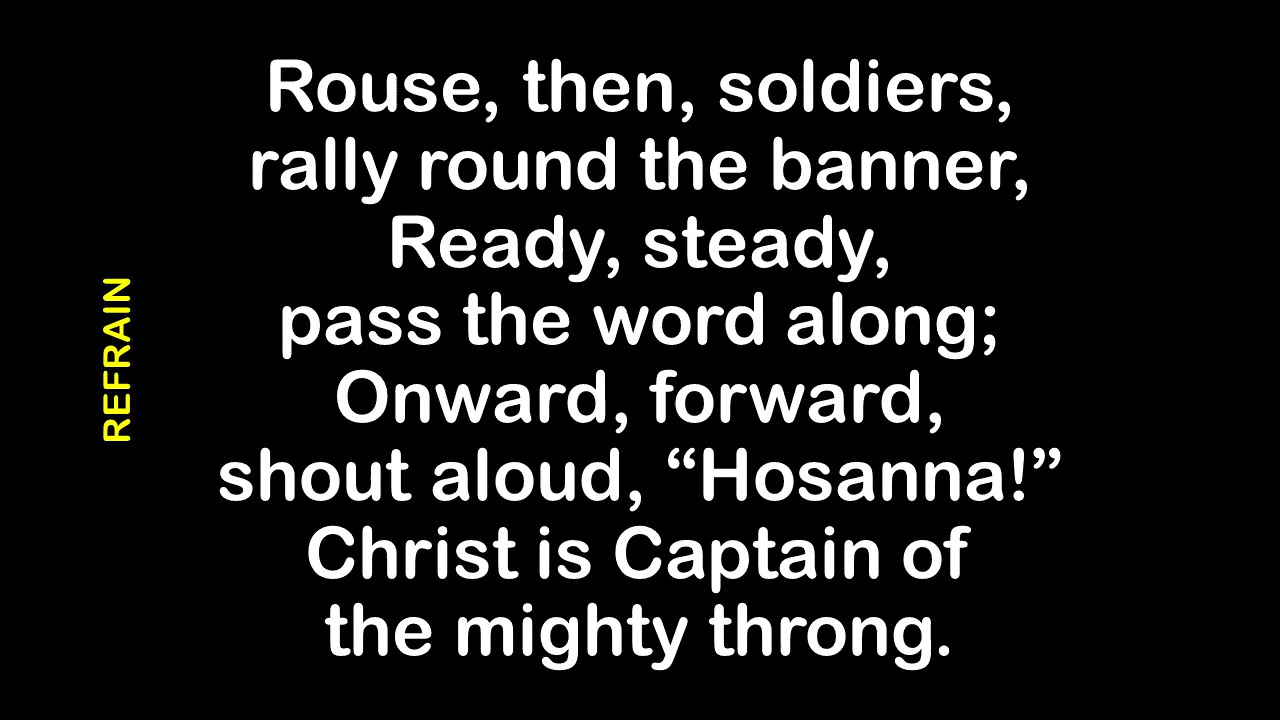 Rouse, then, soldiers,
rally round the banner,
Ready, steady,
pass the word along;
Onward, forward,
shout aloud, “Hosanna!”
Christ is Captain of
the mighty throng.
REFRAIN